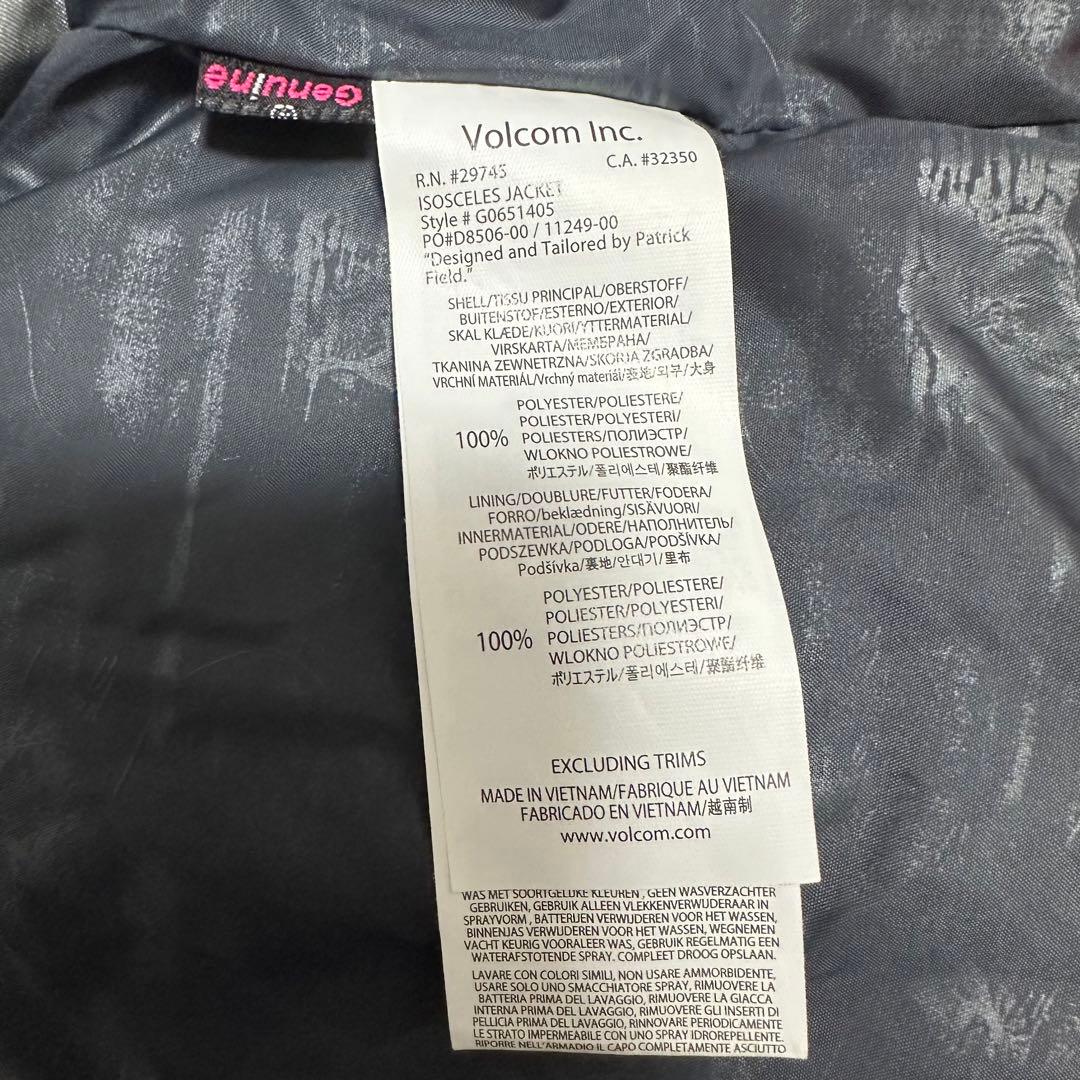 Genuine
Volcom Inc.
R.N. #29745 C.A. #32350
ISOSCELES JACKET
Style # G0651405
PO#D8506-00 / 11249-00
“Designed and Tailored by Patrick
Field.”
SHELL/TISSU PRINCIPAL/OBERSTOFF/
BUITENSTOF/ESTERNO/EXTERIOR/
SKAL KLÆDE/KUORI/YTTERMATERIAL/
VIRSKARTA/МЕМБРАНА/
TKANINA ZEWNETRZNA/SKORJA ZGRADBA/
VRCHNÍ MATERIÁL/Vrchný materiál/表地/외부/大身
POLYESTER/POLIESTERE/
POLIESTER/POLYESTERI/
100% POLIESTERS/ПОЛИЭСТР/
WLOKNO POLIESTROWE/
ポリエステル/폴리에스테/聚酯纤维
LINING/DOUBLURE/FUTTER/FODERA/
FORRO/beklædning/SISÄVUORI/
INNERMATERIAL/ODERE/НАПОЛНИТЕЛЬ/
PODSZEWKA/PODLOGA/PODŠÍVKA/
Podšívka/裏地/안대기/里布
POLYESTER/POLIESTERE/
POLIESTER/POLYESTERI/
100% POLIESTERS/ПОЛИЭСТР/
WLOKNO POLIESTROWE/
ポリエステル/폴리에스테/聚酯纤维
EXCLUDING TRIMS
MADE IN VIETNAM/FABRIQUE AU VIETNAM
FABRICADO EN VIETNAM/越南制
www.volcom.com
WAS MET SOORTGELIJKE KLEUREN , GEEN WASVERZACHTER
GEBRUIKEN, GEBRUIK ALLEEN VLEKKENVERWIJDERAAR IN
SPRAYVORM , BATTERIJEN VERWIJDEREN VOOR HET WASSEN,
BINNENJAS VERWIJDEREN VOOR HET WASSEN, WEGNEMEN
VACHT KEURIG VOORALEER WAS, GEBRUIK REGELMATIG EEN
WATERAFSTOTENDE SPRAY. COMPLEET DROOG OPSLAAN.
LAVARE CON COLORI SIMILI, NON USARE AMMORBIDENTE,
USARE SOLO UNO SMACCHIATORE SPRAY, RIMUOVERE LA
BATTERIA PRIMA DEL LAVAGGIO, RIMUOVERE LA GIACCA
INTERNA PRIMA DEL LAVAGGIO, RIMUOVERE GLI INSERTI DI
PELLICIA PRIMA DEL LAVAGGIO, RINNOVARE PERIODICAMENTE
LE STRATO IMPERMEABILE CON UNO SPRAY IDROREPELLENTE.
RIPORRE NELL'ARMADIO IL CAPO COMPLETAMENTE ASCIUTTO